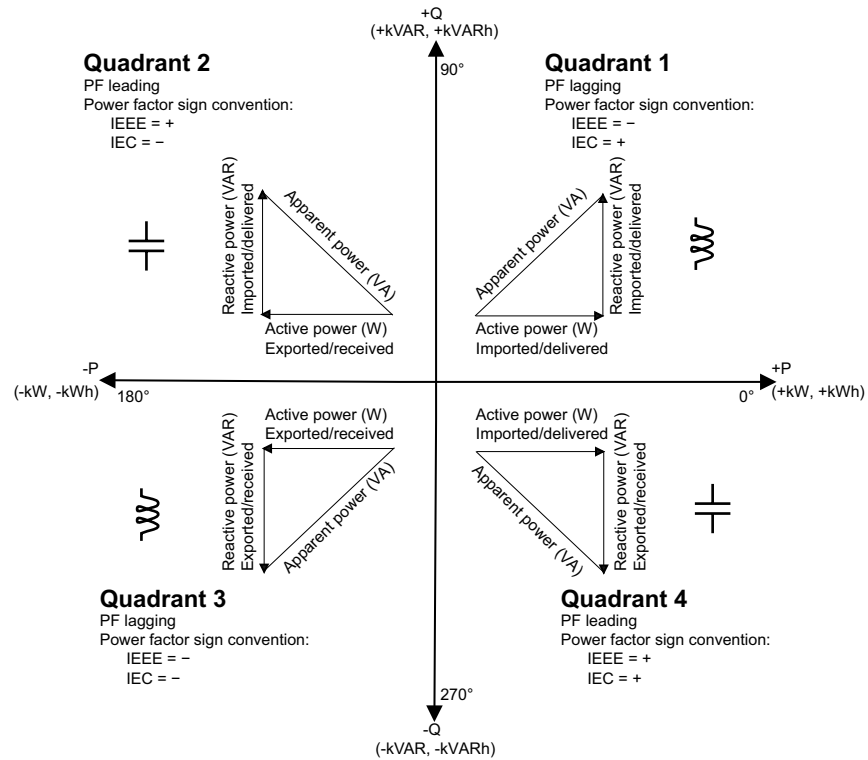 +Q
(+kVAR, +kVARh)
90°
Quadrant 2
PF leading
Power factor sign convention:
IEEE = +
IEC = −
Reactive power (VAR)
Imported/delivered
Apparent power (VA)
Active power (W)
Exported/received
Quadrant 1
PF lagging
Power factor sign convention:
IEEE = −
IEC = +
Apparent power (VA)
Reactive power (VAR)
Imported/delivered
Active power (W)
Imported/delivered
-P
(-kW, -kWh)
180°
0°
+P
(+kW, +kWh)
Active power (W)
Exported/received
Reactive power (VAR)
Exported/received
Apparent power (VA)
Quadrant 3
PF lagging
Power factor sign convention:
IEEE = −
IEC = −
Active power (W)
Imported/delivered
Apparent power (VA)
Reactive power (VAR)
Exported/received
Quadrant 4
PF leading
Power factor sign convention:
IEEE = +
IEC = +
270°
-Q
(-kVAR, -kVARh)